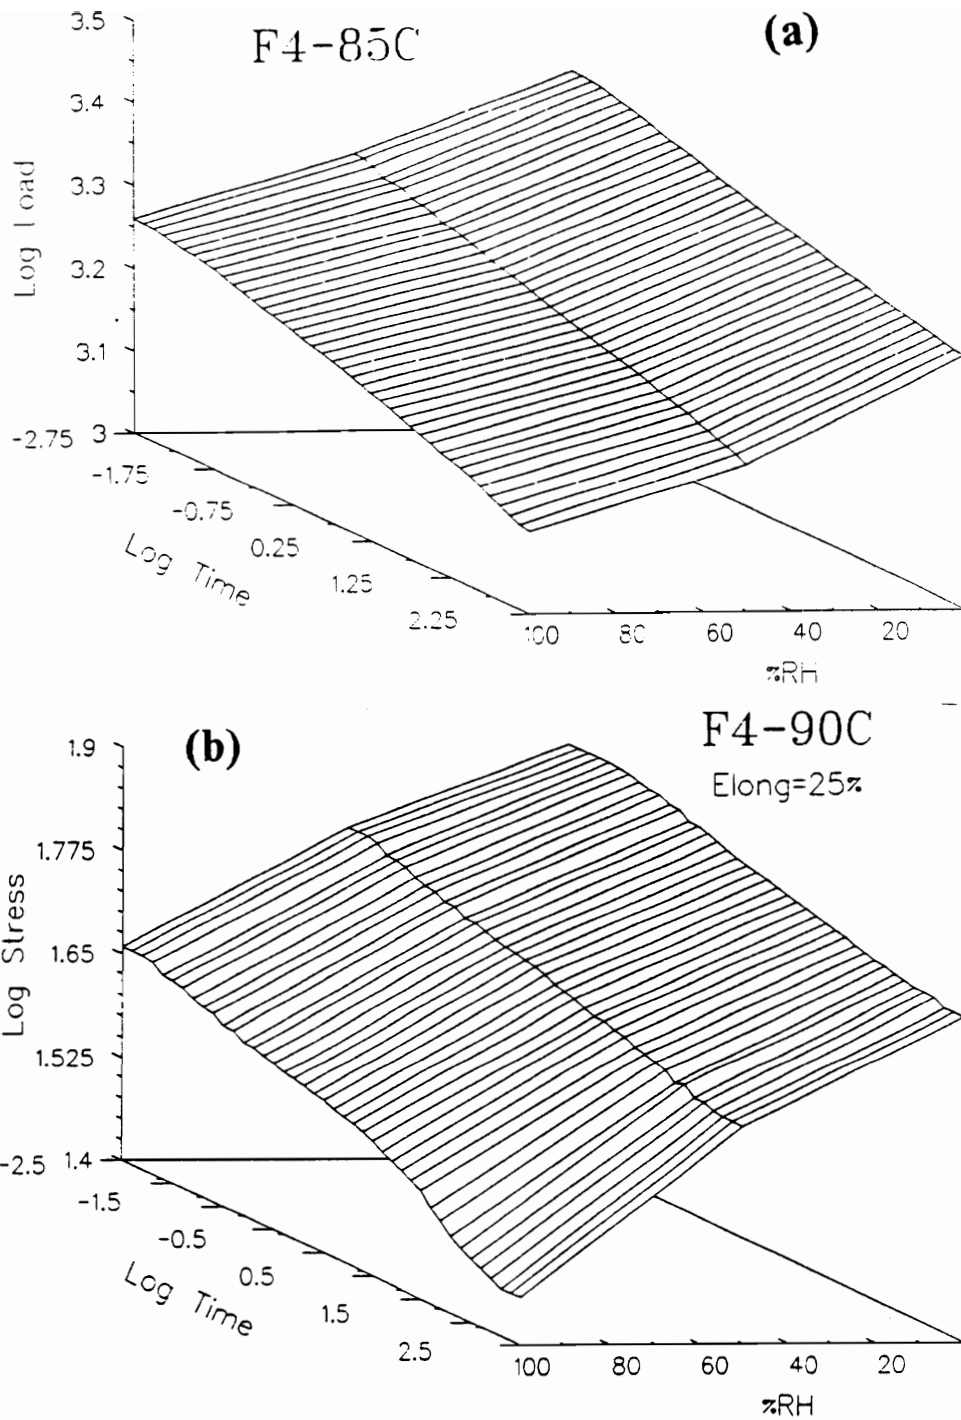 3.5
F4-85C
(a)
3.4
3.3
Log Load
3.2
3.1
-2.75 3
-1.75
-0.75
0.25
Log Time
1.25
2.25
100 80 60 40 20
%RH
F4-90C
(b)
1.9
Elong=25%
1.775
Log Stress
1.65
1.525
-2.5 1.4
-1.5
-0.5
0.5
Log Time
1.5
2.5
100 80 60 40 20
%RH